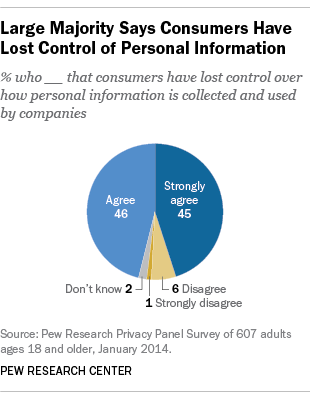 Large Majority Says Consumers Have
Lost Control of Personal Information
% who __ that consumers have lost control over
how personal information is collected and used
by companies
Agree
46
Strongly
agree
45
Don't know 2
6 Disagree
1 Strongly disagree
Source: Pew Research Privacy Panel Survey of 607 adults
ages 18 and older, January 2014.
PEW RESEARCH CENTER